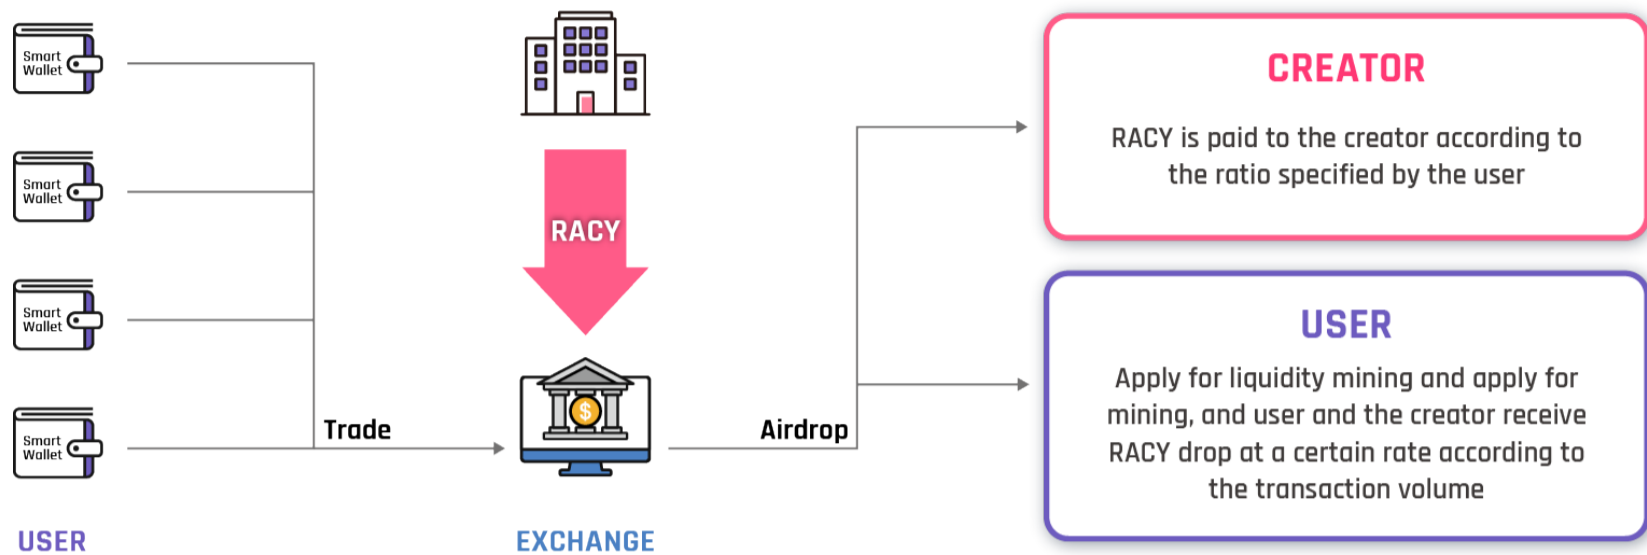 Smart
Wallet
Smart
Wallet
Smart
Wallet
Smart
Wallet
USER
RACY
Trade
EXCHANGE
Airdrop
CREATOR
RACY is paid to the creator according to
the ratio specified by the user
USER
Apply for liquidity mining and apply for
mining, and user and the creator receive
RACY drop at a certain rate according to
the transaction volume